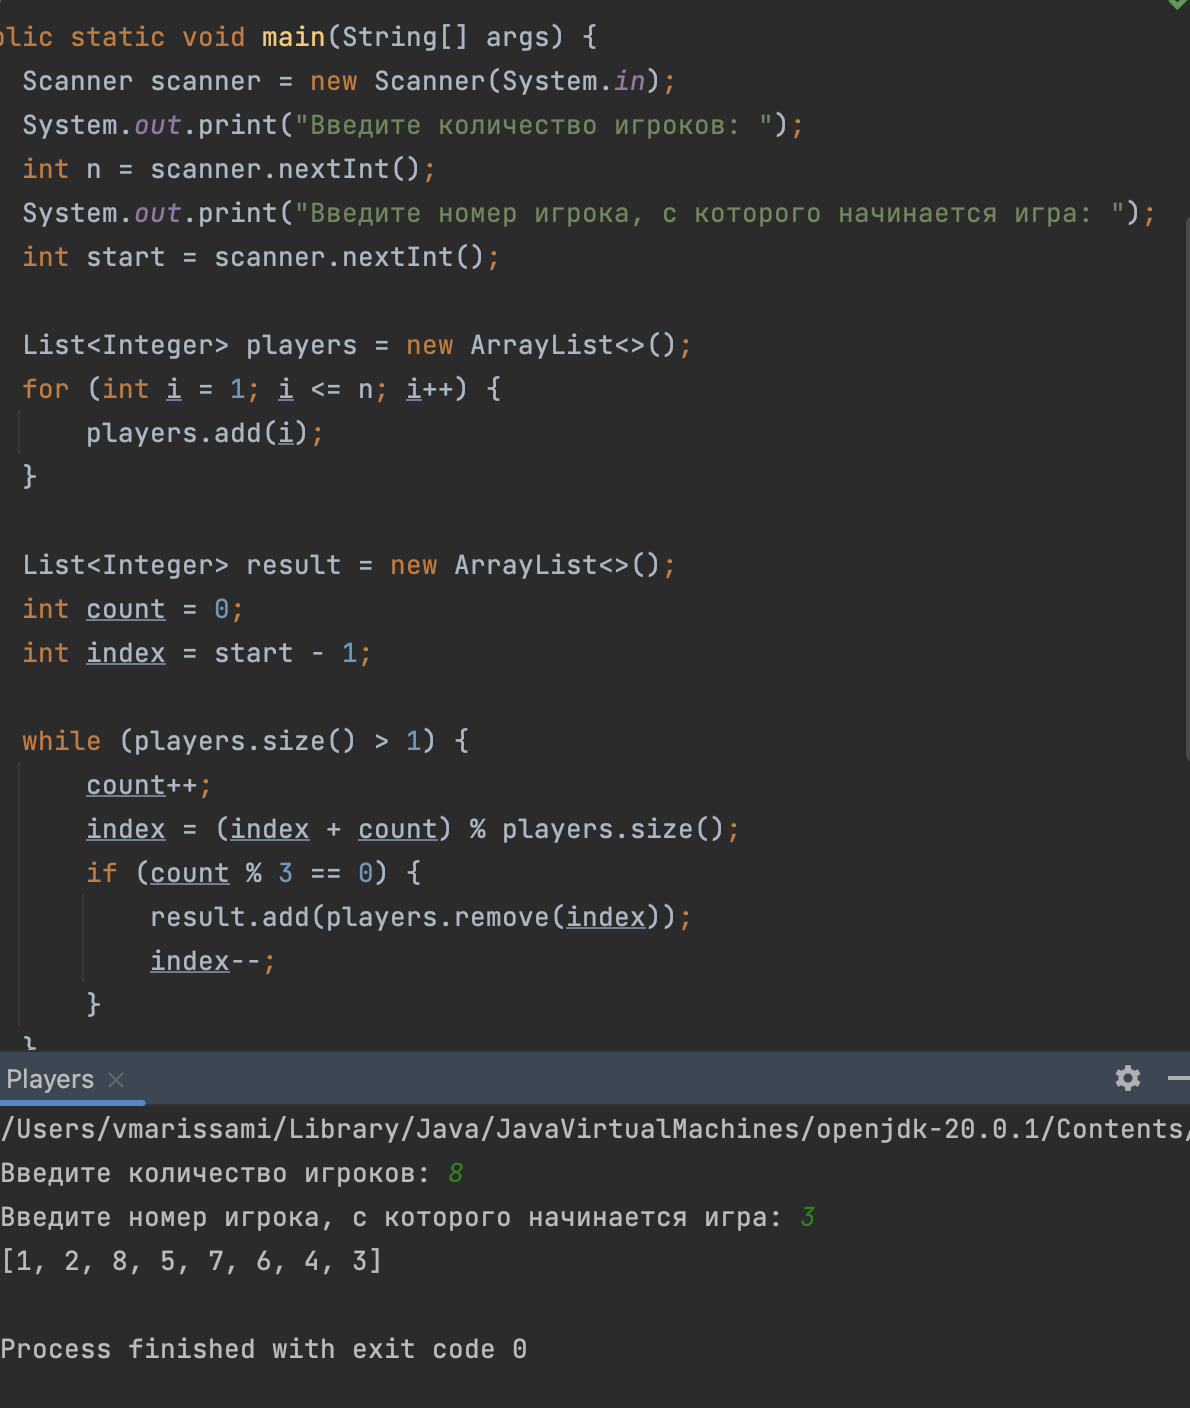 olic static void main(String[] args) {
Scanner scanner = new Scanner(System.in);
System.out.print("Введите количество игроков: ");
int n = scanner.nextInt();
System.out.print("Введите номер игрока, с которого начинается игра: ");
int start = scanner.nextInt();
List<Integer> players = new ArrayList<>();
for (int i = 1; i <= n; i++) {
players.add(i);
}
List<Integer> result = new ArrayList<>();
int count = 0;
int index = start - 1;
while (players.size() > 1) {
count++;
index = (index + count) % players.size();
if (count % 3 == 0) {
result.add(players.remove(index));
index--;
}
}
Players
/Users/vmarissami/Library/Java/JavaVirtualMachines/openjdk-20.0.1/Contents/
Введите количество игроков: 8
Введите номер игрока, с которого начинается игра: 3
[1, 2, 8, 5, 7, 6, 4, 3]
Process finished with exit code 0